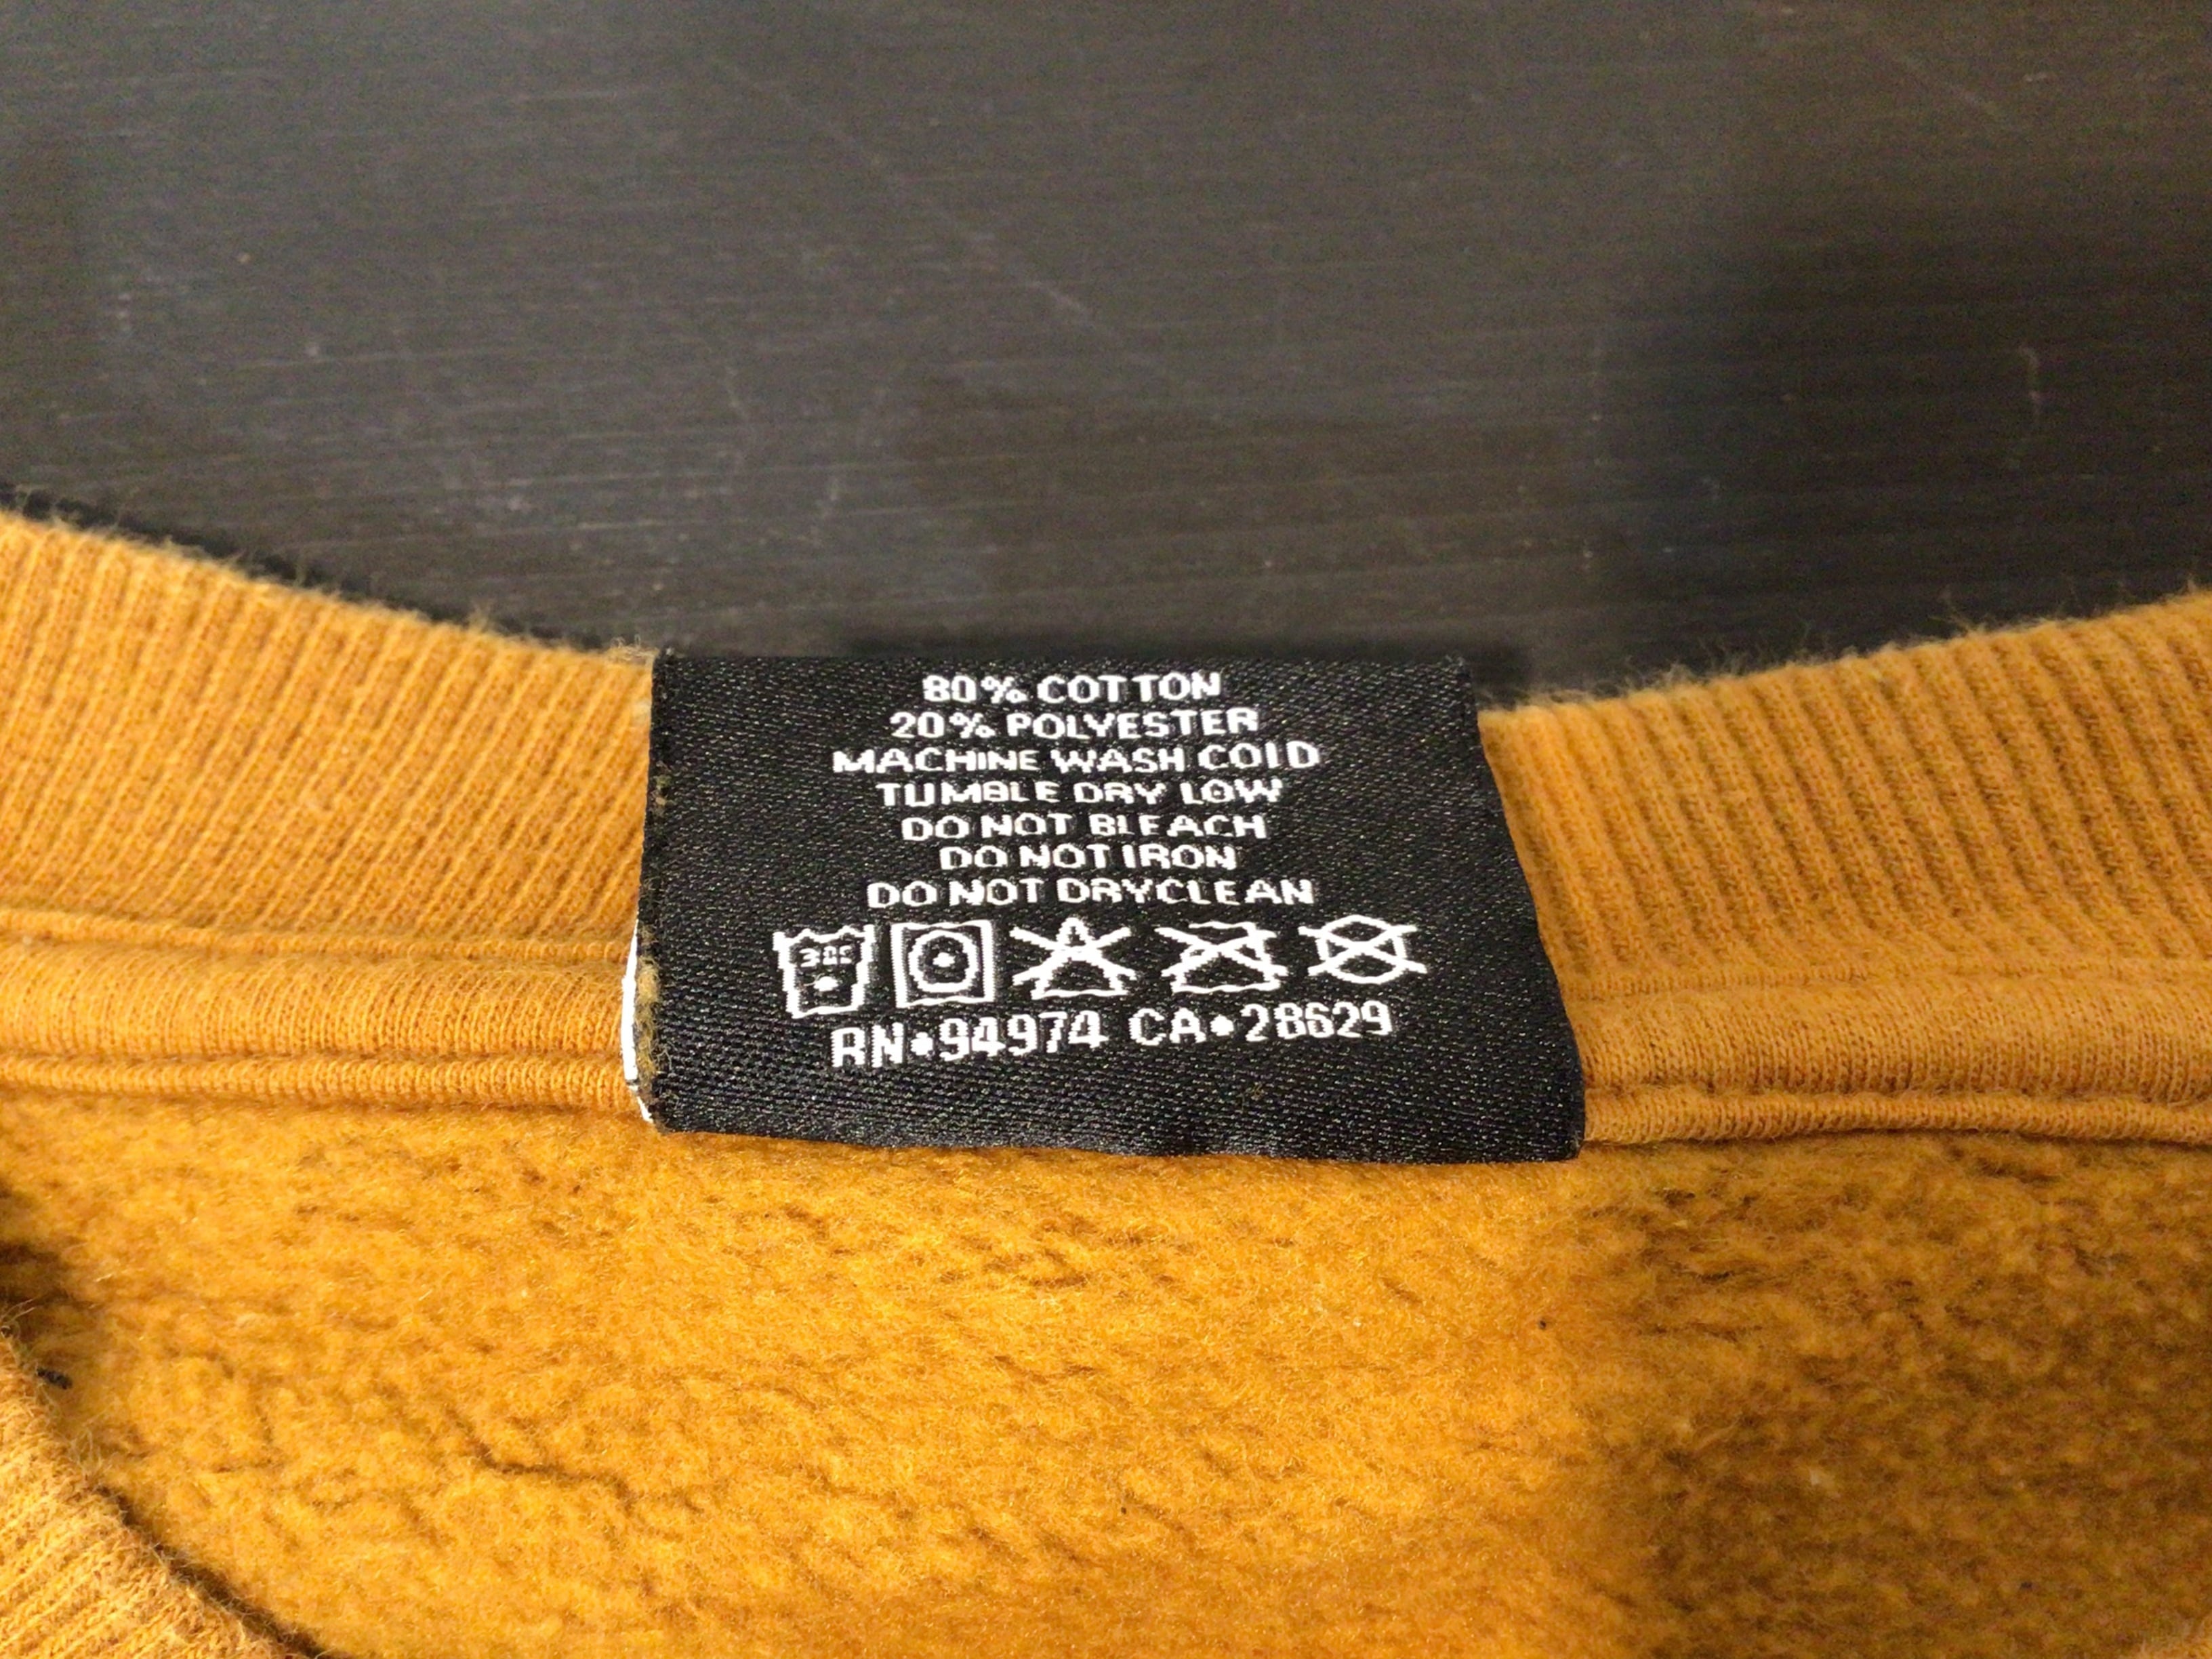 80% COTTON
20% POLYESTER
MACHINE WASH COLD
TUMBLE DRY LOW
DO NOT BLEACH
DO NOT IRON
DO NOT DRYCLEAN
RN•94974 CA•28629